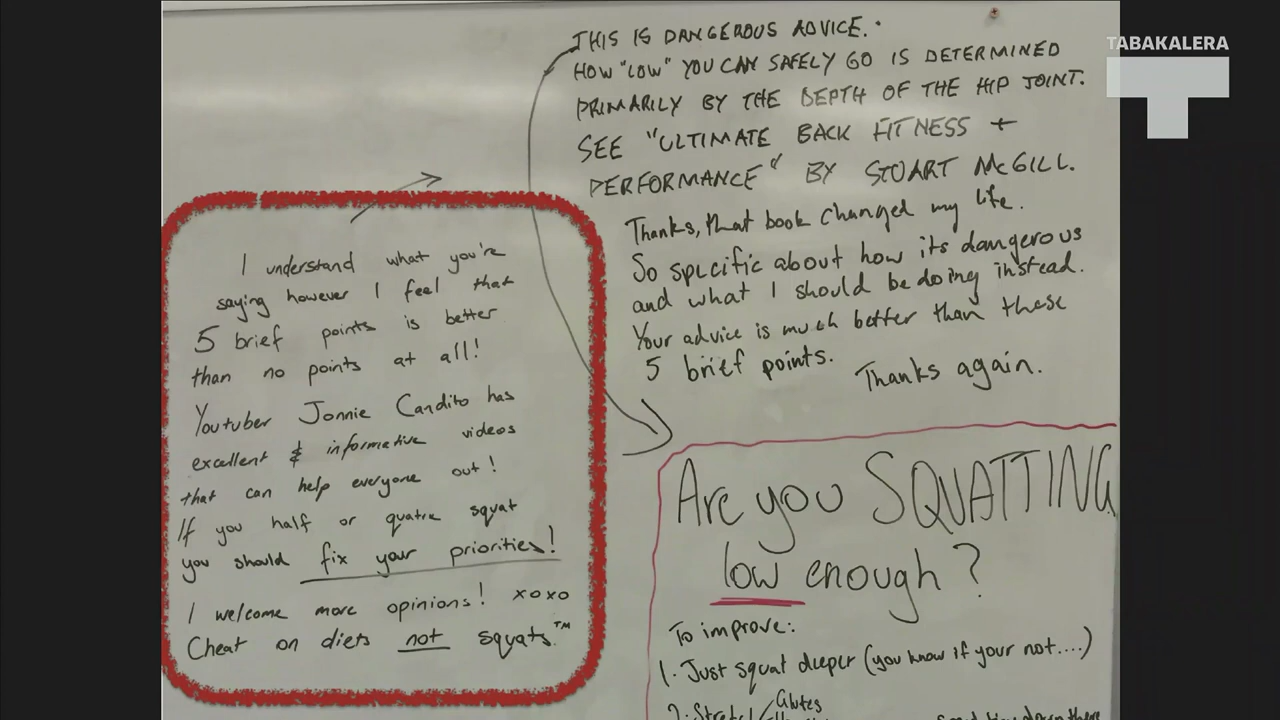 THIS IS DANGEROUS ADVICE.
HOW "LOW" YOU CAN SAFELY GO IS DETERMINED
PRIMARILY BY THE DEPTH OF THE HIP JOINT.
SEE "ULTIMATE BACK FITNESS +
PERFORMANCE" BY STUART McGILL.
Thanks, that book changed my life.
So specific about how its dangerous
and what I should be doing instead.
Your advice is much better than these
5 brief points.
Thanks again.
I understand what you're
saying however I feel that
5 brief points is better
than no points at all!
Youtuber Jonnie Candito has
excellent & informative videos
that can help everyone out!
If you half or quatre squat
you should fix your priorities!
I welcome more opinions! xoxo
Cheat on diets not squats.™
Are you SQUATTING
low enough?
To improve:
1. Just squat deeper (you know if your not....)
2. Stretch
Glutes
TABAKALERA